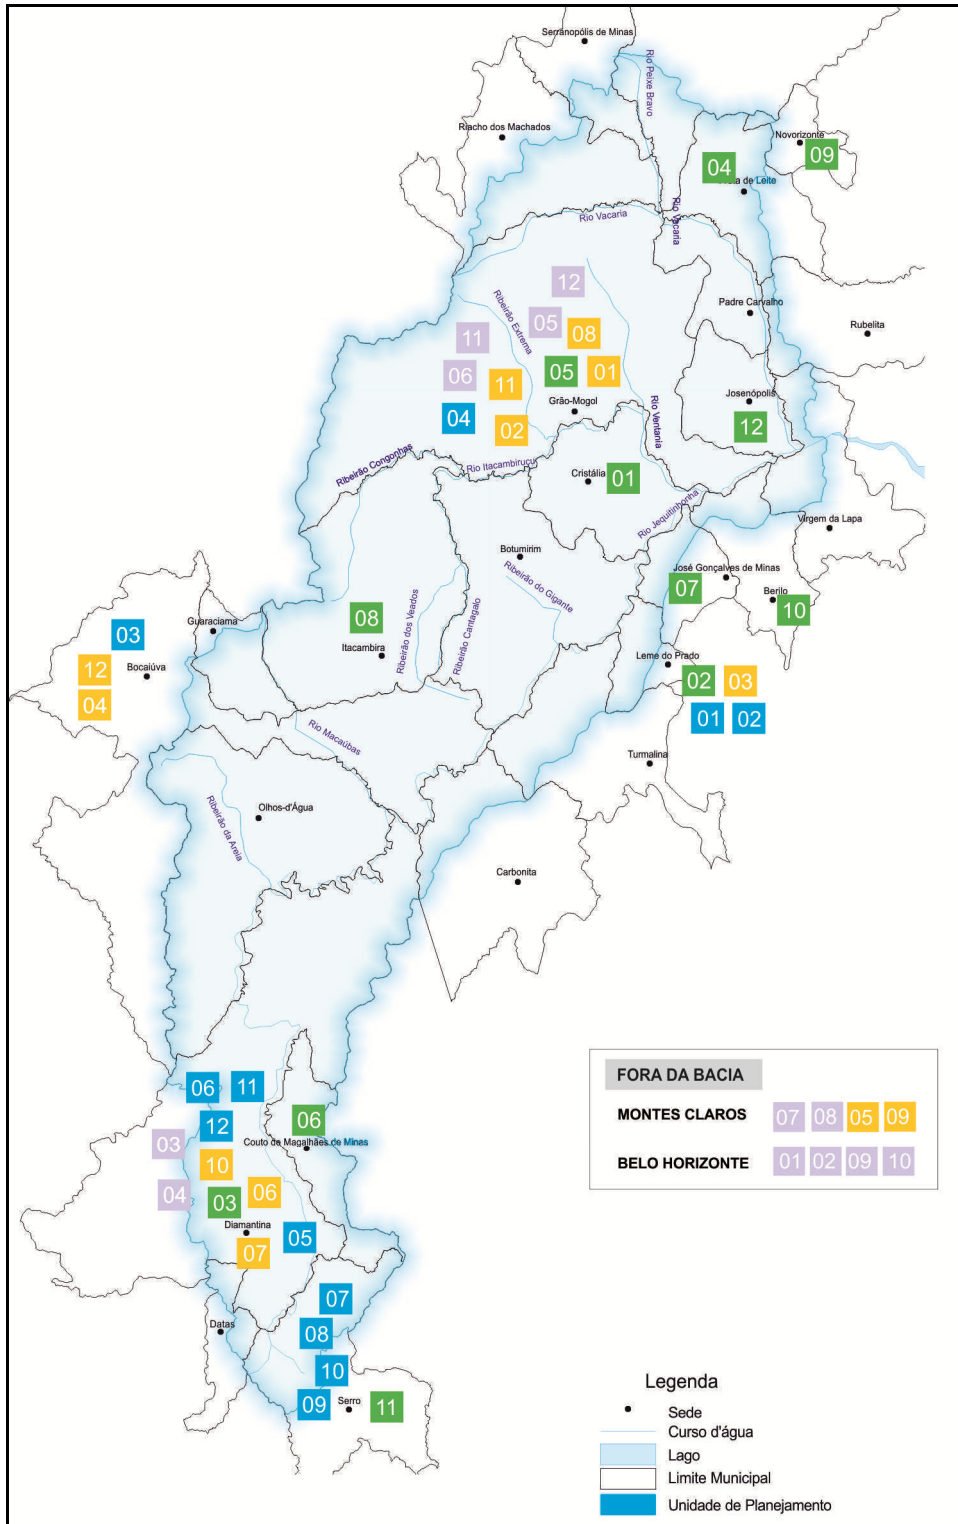 Serranópolis de Minas
Rio Peixe Bravo
Riacho dos Machados
Novorizonte
09
04
de Leite
Rio Vacaria
Rio Vacaria
12
Ribeirão Extrema
05
08
Padre Carvalho
Rubelita
11
06
11
05
01
04
02
Grão-Mogol
Rio Ventania
Josenópolis
12
Ribeirão Congonhas
Rio Itacambiruçu
Cristália
01
Rio Jequitinhonha
Virgem da Lapa
Botumirim
Ribeirão do Gigante
José Gonçalves de Minas
07
Berilo
10
08
Itacambira
Ribeirão dos Veados
Ribeirão Cantagalo
Guaraciama
03
Bocaiúva
12
04
Leme do Prado
02
03
01
02
Rio Macaúbas
Turmalina
Olhos-d'Água
Ribeirão da Areia
Carbonita
06
11
12
06
03
Couto de Magalhães de Minas
10
04
03
06
Diamantina
05
07
07
Datas
08
10
09
Serro
11
FORA DA BACIA
MONTES CLAROS
07 08 05 09
BELO HORIZONTE
01 02 09 10
Legenda
Sede
Curso d'água
Lago
Limite Municipal
Unidade de Planejamento